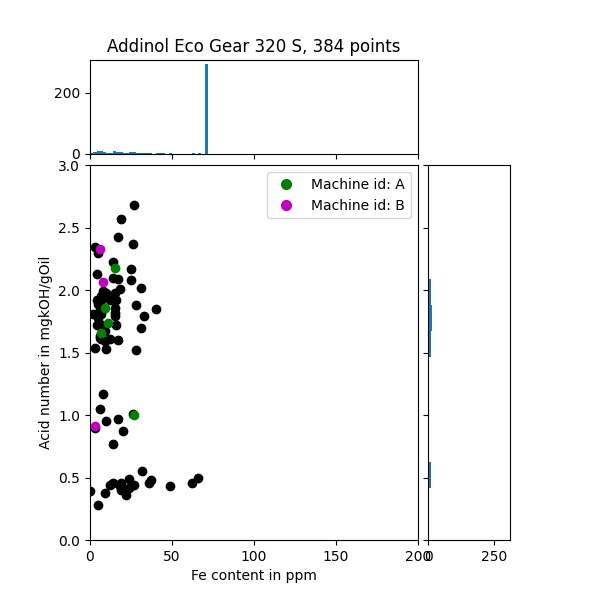 Addinol Eco Gear 320 S, 384 points
200
0
3.0
2.5
2.0
1.5
1.0
0.5
0.0
Acid number in mgkOH/gOil
Machine id: A
Machine id: B
0 50 100 150 200
0 250
Fe content in ppm